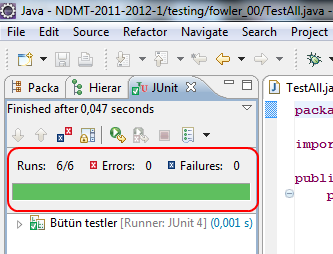 Java - NDMT-2011-2012-1/testing/fowler_00/TestAll.java -
File Edit Source Refactor Navigate Search Project
Packa Hierar JUnit TestAll.ja
Finished after 0,047 seconds
packa
Runs: 6/6 Errors: 0 Failures: 0
impor
publi
p
Bütün testler [Runner: JUnit 4] (0,001 s)